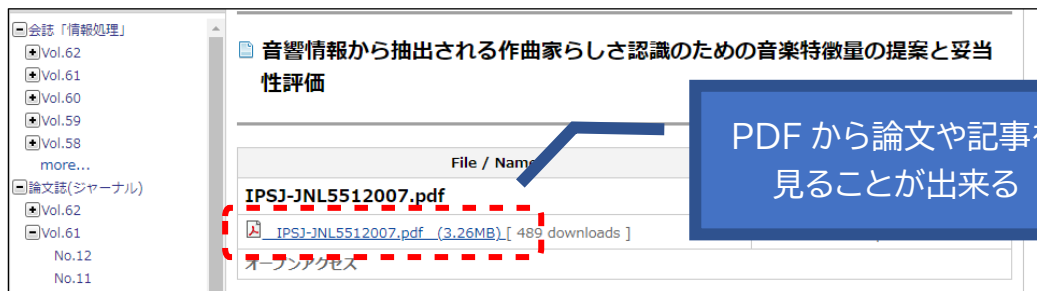 会誌「情報処理」
Vol.62
Vol.61
Vol.60
Vol.59
Vol.58
more...
論文誌(ジャーナル)
Vol.62
Vol.61
No.12
No.11
音響情報から抽出される作曲家らしさ認識のための音楽特徴量の提案と妥当
性評価
File / Name
IPSJ-JNL5512007.pdf
IPSJ-JNL5512007.pdf (3.26MB) [ 489 downloads ]
オープンアクセス
PDF から論文や記事を
見ることが出来る